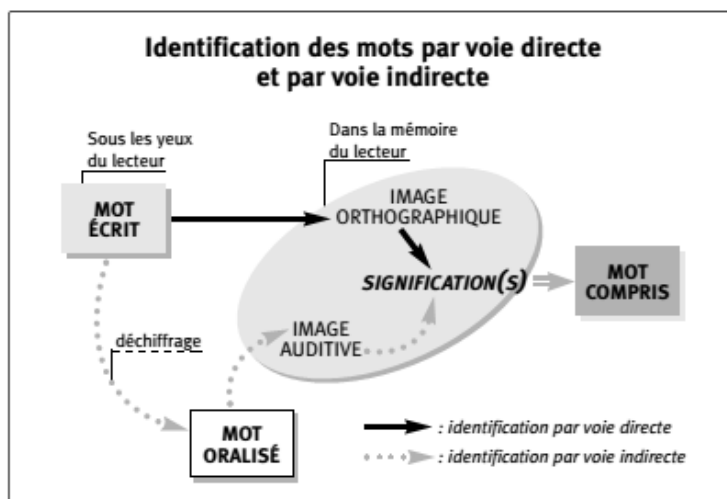 Identification des mots par voie directe
et par voie indirecte
Sous les yeux
du lecteur
Dans la mémoire
du lecteur
MOT
ÉCRIT
IMAGE
ORTHOGRAPHIQUE
SIGNIFICATION(S)
MOT
COMPRIS
IMAGE
AUDITIVE
déchiffrage
MOT
ORALISÉ
: identification par voie directe
: identification par voie indirecte